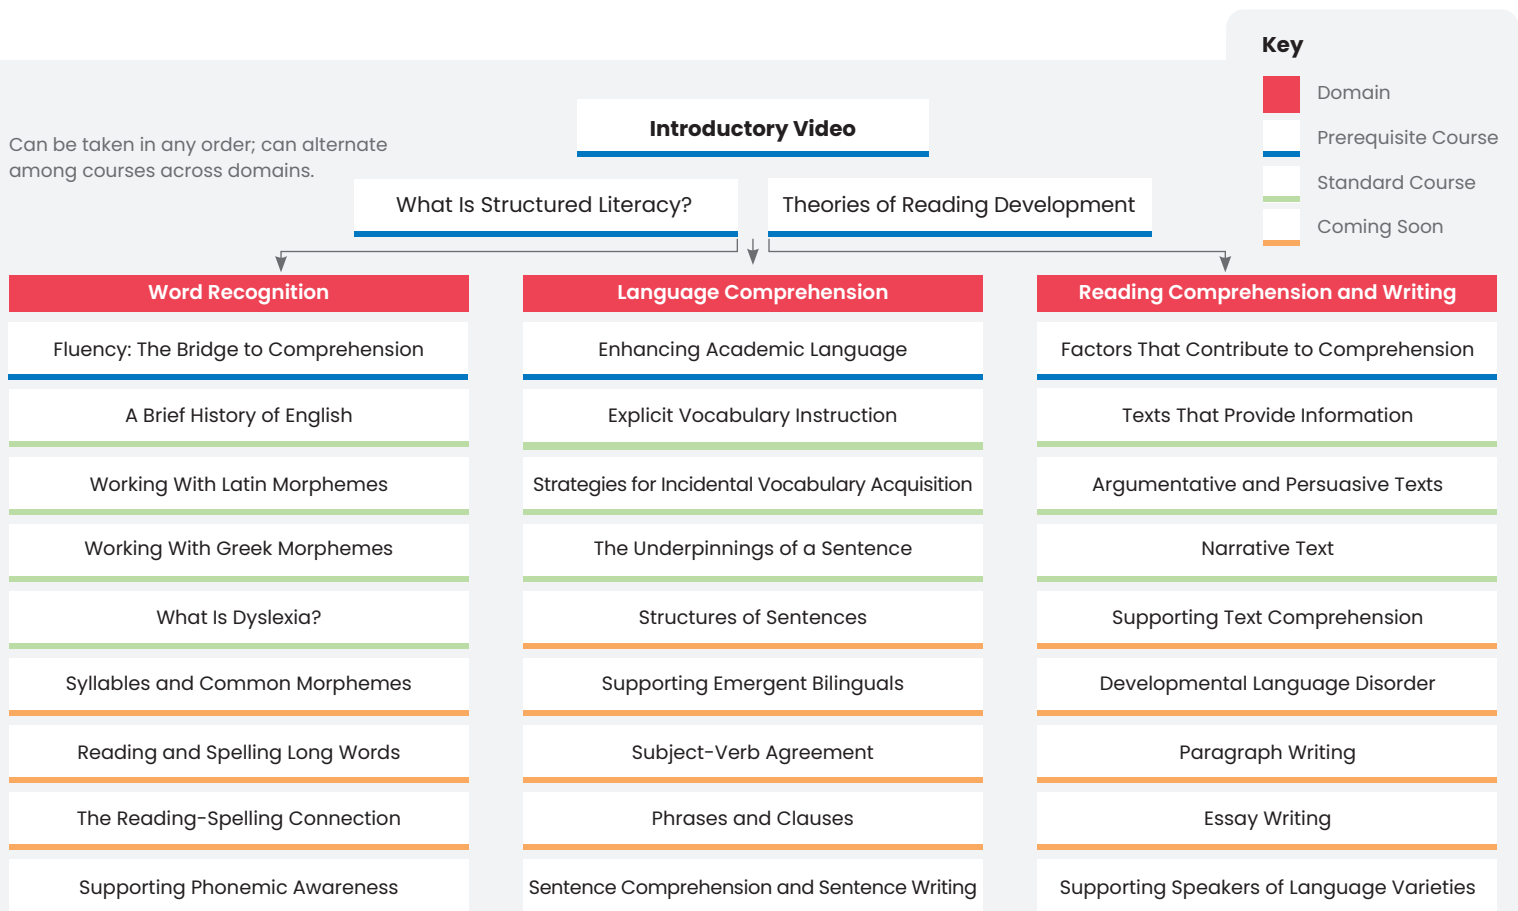 Key
Domain
Prerequisite Course
Standard Course
Coming Soon
Introductory Video
Can be taken in any order; can alternate
among courses across domains.
What Is Structured Literacy?
Theories of Reading Development
Word Recognition
Fluency: The Bridge to Comprehension
A Brief History of English
Working With Latin Morphemes
Working With Greek Morphemes
What Is Dyslexia?
Syllables and Common Morphemes
Reading and Spelling Long Words
The Reading-Spelling Connection
Supporting Phonemic Awareness
Language Comprehension
Enhancing Academic Language
Explicit Vocabulary Instruction
Strategies for Incidental Vocabulary Acquisition
The Underpinnings of a Sentence
Structures of Sentences
Supporting Emergent Bilinguals
Subject-Verb Agreement
Phrases and Clauses
Sentence Comprehension and Sentence Writing
Reading Comprehension and Writing
Factors That Contribute to Comprehension
Texts That Provide Information
Argumentative and Persuasive Texts
Narrative Text
Supporting Text Comprehension
Developmental Language Disorder
Paragraph Writing
Essay Writing
Supporting Speakers of Language Varieties